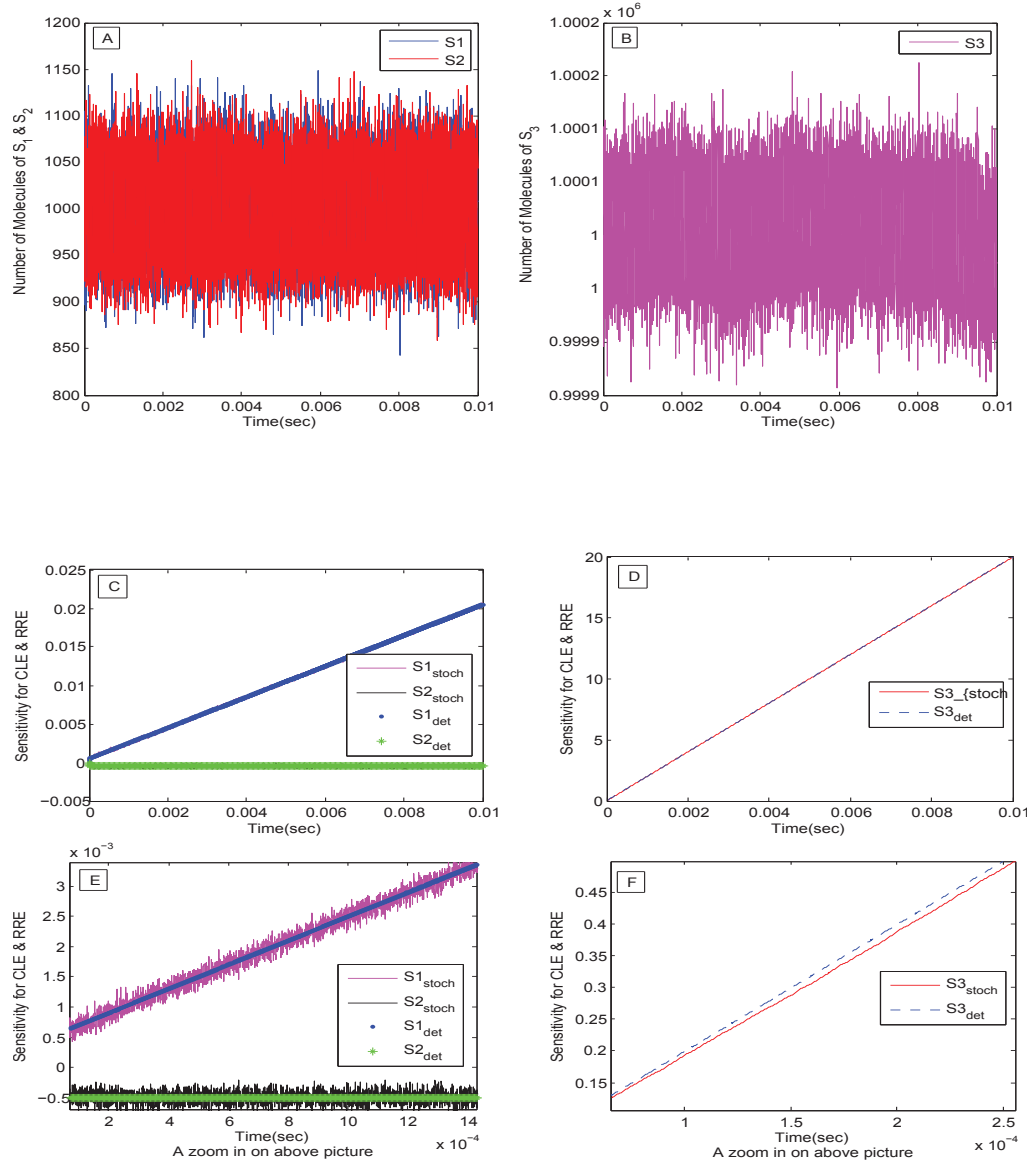 A
S1
S2
1200
1150
1100
1050
1000
950
900
850
800
Number of Molecules of S1 & S2
0 0.002 0.004 0.006 0.008 0.01
Time(sec)
x 10^6
B
S3
1.0002
1.0002
1.0001
1.0001
1
1
0.9999
0.9999
Number of Molecules of S3
0 0.002 0.004 0.006 0.008 0.01
Time(sec)
C
0.025
0.02
0.015
0.01
0.005
0
−0.005
Sensitivity for CLE & RRE
S1stoch
S2stoch
S1det
S2det
0 0.002 0.004 0.006 0.008 0.01
Time(sec)
D
20
15
10
5
0
Sensitivity for CLE & RRE
S3_{stoch
S3det
0 0.002 0.004 0.006 0.008 0.01
Time(sec)
x 10^−3
E
3
2.5
2
1.5
1
0.5
0
−0.5
Sensitivity for CLE & RRE
S1stoch
S2stoch
S1det
S2det
2 4 6 8 10 12 14
Time(sec)
x 10^−4
A zoom in on above picture
F
0.45
0.4
0.35
0.3
0.25
0.2
0.15
Sensitivity for CLE & RRE
S3stoch
S3det
1 1.5 2 2.5
Time(sec)
x 10^−4
A zoom in on above picture